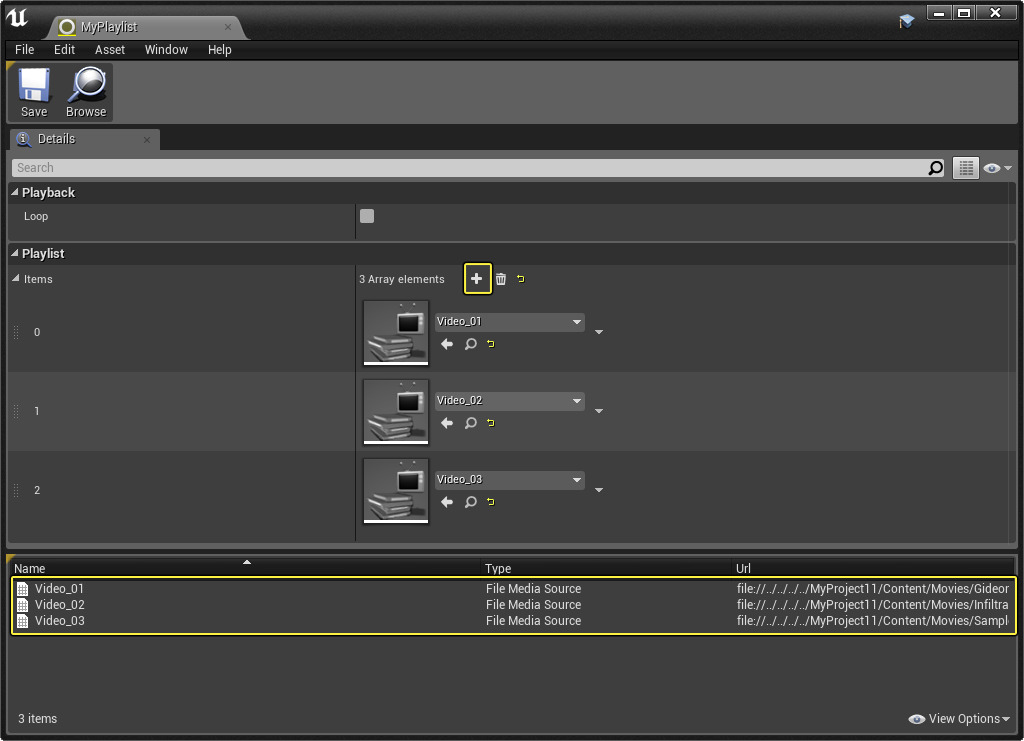 MyPlaylist
File Edit Asset Window Help
Save Browse
Details
Search
Playback
Loop
Playlist
Items 3 Array elements
0 Video_01
1 Video_02
2 Video_03
Name Type Url
Video_01 File Media Source file://../../../../MyProject11/Content/Movies/Gideor
Video_02 File Media Source file://../../../../MyProject11/Content/Movies/Infiltra
Video_03 File Media Source file://../../../../MyProject11/Content/Movies/Sampl
3 items View Options